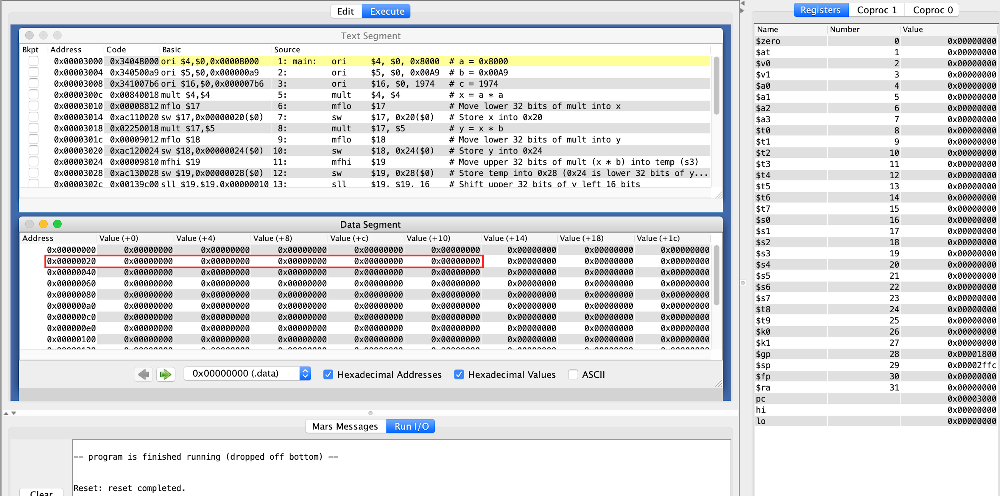 Edit Execute
Text Segment
Bkpt Address Code Basic Source
0x00003000 0x34048000 ori $4,$0,0x00008000 1: main: ori $4, $0, 0x8000 # a = 0x8000
0x00003004 0x340500a9 ori $5,$0,0x000000a9 2: ori $5, $0, 0x00A9 # b = 0x00A9
0x00003008 0x341007b6 ori $16,$0,0x000007b6 3: ori $16, $0, 1974 # c = 1974
0x0000300c 0x00840018 mult $4,$4 5: mult $4, $4 # x = a * a
0x00003010 0x00008812 mflo $17 6: mflo $17 # Move lower 32 bits of mult into x
0x00003014 0xac110020 sw $17,0x00000020($0) 7: sw $17, 0x20($0) # Store x into 0x20
0x00003018 0x02250018 mult $17,$5 8: mult $17, $5 # y = x * b
0x0000301c 0x00009012 mflo $18 9: mflo $18 # Move lower 32 bits of mult into y
0x00003020 0xac120024 sw $18,0x00000024($0) 10: sw $18, 0x24($0) # Store y into 0x24
0x00003024 0x00009810 mfhi $19 11: mfhi $19 # Move upper 32 bits of mult (x * b) into temp (s3)
0x00003028 0xac130028 sw $19,0x00000028($0) 12: sw $19, 0x28($0) # Store temp into 0x28 (0x24 is lower 32 bits of y...
0x0000302c 0x00139c00 sll $19,$19,0x00000010 13: sll $19, $19, 16 # Shift upper 32 bits of y left 16 bits
Data Segment
Address Value (+0) Value (+4) Value (+8) Value (+c) Value (+10) Value (+14) Value (+18) Value (+1c)
0x00000000 0x00000000 0x00000000 0x00000000 0x00000000 0x00000000 0x00000000 0x00000000 0x00000000
0x00000020 0x00000000 0x00000000 0x00000000 0x00000000 0x00000000 0x00000000 0x00000000 0x00000000
0x00000040 0x00000000 0x00000000 0x00000000 0x00000000 0x00000000 0x00000000 0x00000000 0x00000000
0x00000060 0x00000000 0x00000000 0x00000000 0x00000000 0x00000000 0x00000000 0x00000000 0x00000000
0x00000080 0x00000000 0x00000000 0x00000000 0x00000000 0x00000000 0x00000000 0x00000000 0x00000000
0x000000a0 0x00000000 0x00000000 0x00000000 0x00000000 0x00000000 0x00000000 0x00000000 0x00000000
0x000000c0 0x00000000 0x00000000 0x00000000 0x00000000 0x00000000 0x00000000 0x00000000 0x00000000
0x000000e0 0x00000000 0x00000000 0x00000000 0x00000000 0x00000000 0x00000000 0x00000000 0x00000000
0x00000100 0x00000000 0x00000000 0x00000000 0x00000000 0x00000000 0x00000000 0x00000000 0x00000000
0x00000000 (.data) Hexadecimal Addresses Hexadecimal Values ASCII
Mars Messages Run I/O
-- program is finished running (dropped off bottom) --
Reset: reset completed.
Clear
Registers Coproc 1 Coproc 0
Name Number Value
$zero 0 0x00000000
$at 1 0x00000000
$v0 2 0x00000000
$v1 3 0x00000000
$a0 4 0x00000000
$a1 5 0x00000000
$a2 6 0x00000000
$a3 7 0x00000000
$t0 8 0x00000000
$t1 9 0x00000000
$t2 10 0x00000000
$t3 11 0x00000000
$t4 12 0x00000000
$t5 13 0x00000000
$t6 14 0x00000000
$t7 15 0x00000000
$s0 16 0x00000000
$s1 17 0x00000000
$s2 18 0x00000000
$s3 19 0x00000000
$s4 20 0x00000000
$s5 21 0x00000000
$s6 22 0x00000000
$s7 23 0x00000000
$t8 24 0x00000000
$t9 25 0x00000000
$k0 26 0x00000000
$k1 27 0x00000000
$gp 28 0x00001800
$sp 29 0x00002ffc
$fp 30 0x00000000
$ra 31 0x00000000
pc 0x00003000
hi 0x00000000
lo 0x00000000